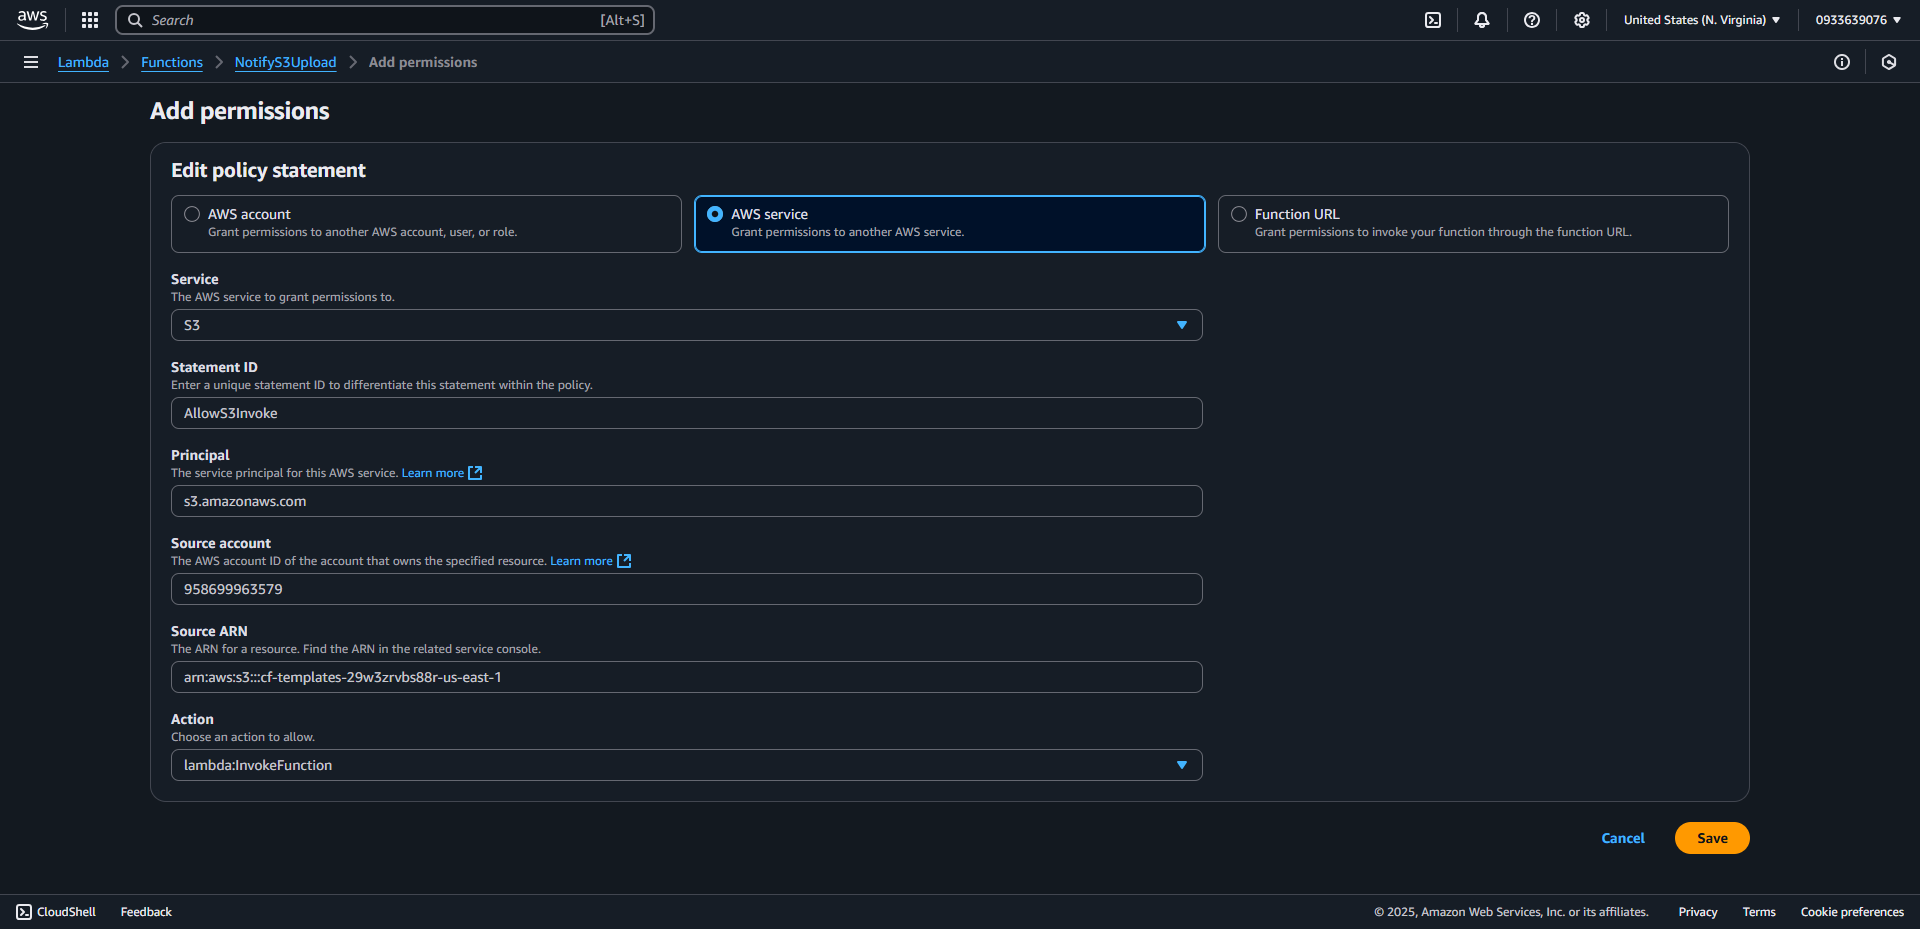 aws
Search [Alt+S]
United States (N. Virginia)
0933639076
Lambda
Functions
NotifyS3Upload
Add permissions
Add permissions
Edit policy statement
AWS account
Grant permissions to another AWS account, user, or role.
AWS service
Grant permissions to another AWS service.
Function URL
Grant permissions to invoke your function through the function URL.
Service
The AWS service to grant permissions to.
S3
Statement ID
Enter a unique statement ID to differentiate this statement within the policy.
AllowS3Invoke
Principal
The service principal for this AWS service. Learn more
s3.amazonaws.com
Source account
The AWS account ID of the account that owns the specified resource. Learn more
958699963579
Source ARN
The ARN for a resource. Find the ARN in the related service console.
arn:aws:s3:::cf-templates-29w3zrvbs88r-us-east-1
Action
Choose an action to allow.
lambda:InvokeFunction
Cancel
Save
CloudShell
Feedback
© 2025, Amazon Web Services, Inc. or its affiliates.
Privacy
Terms
Cookie preferences